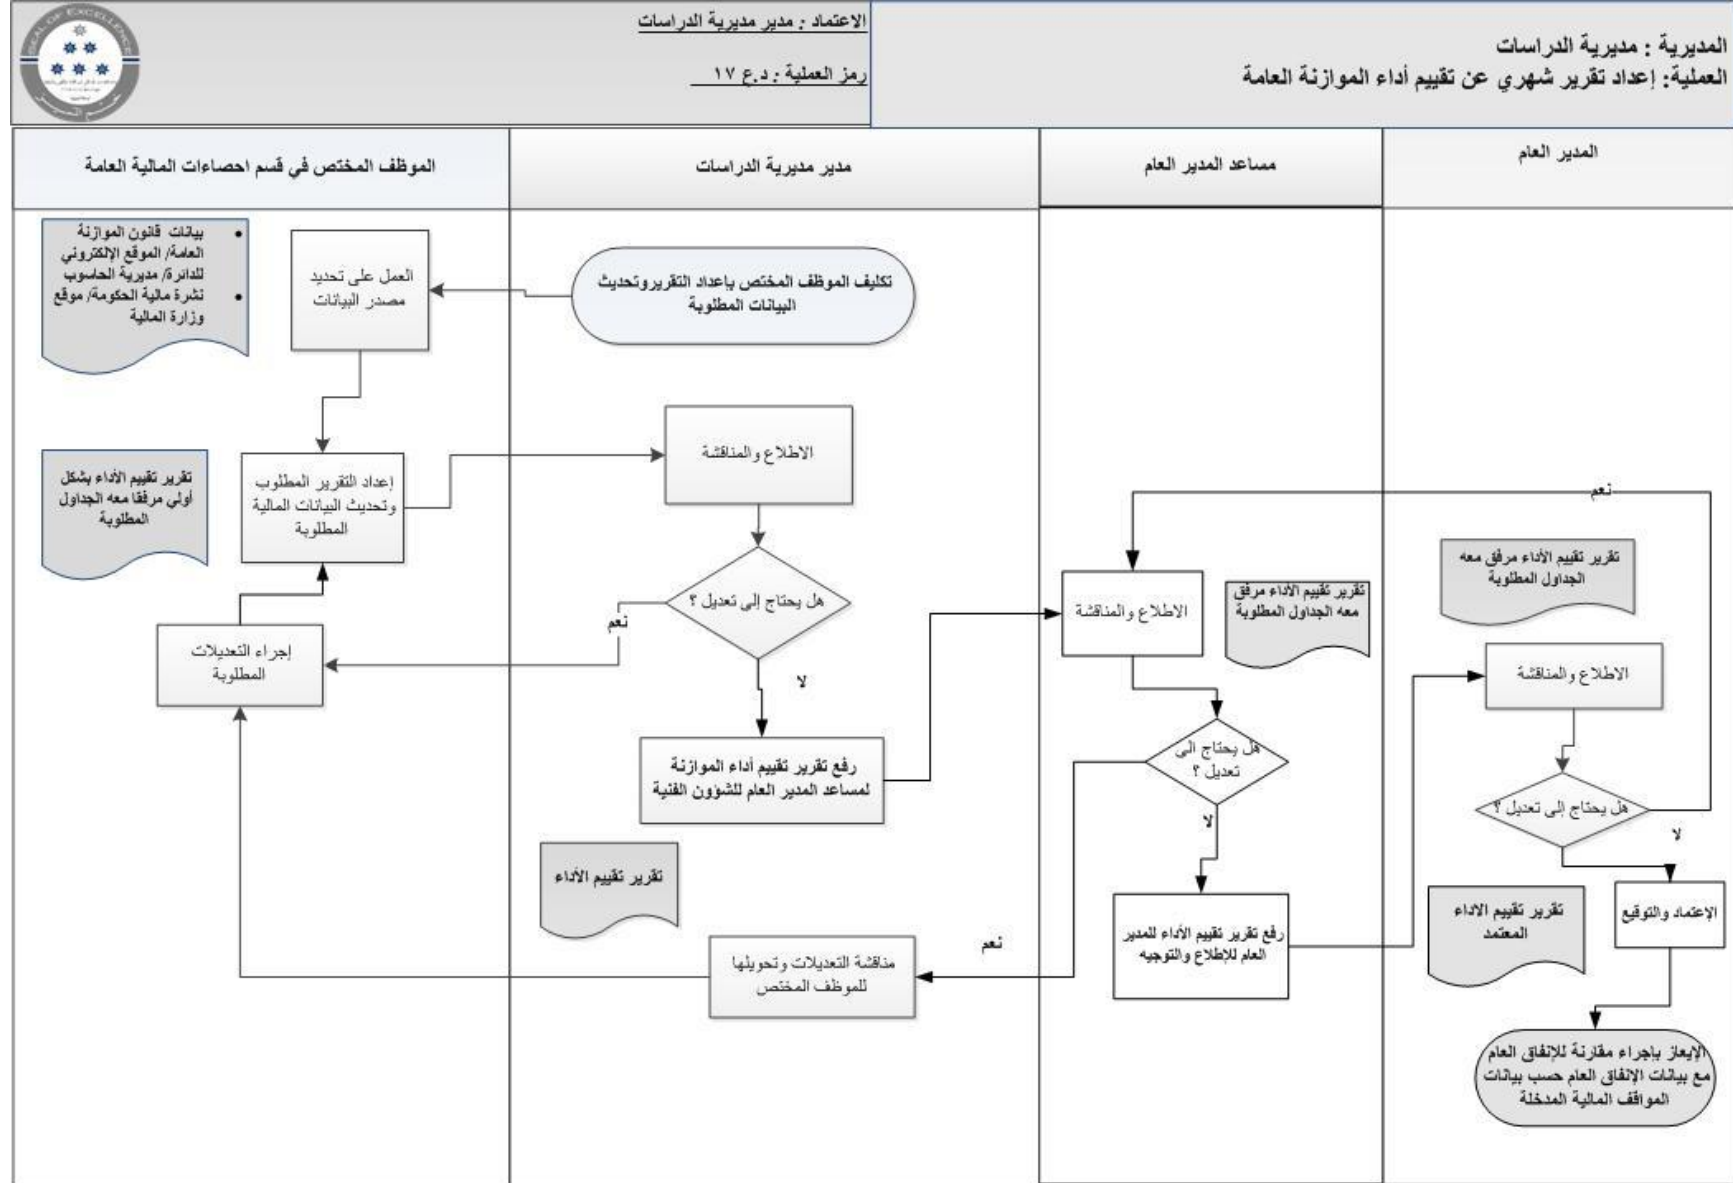 المديرية : مديرية الدراسات
العملية: إعداد تقرير شهري عن تقييم أداء الموازنة العامة
الاعتماد : مدير مديرية الدراسات
رمز العملية : د.ع ١٧
SEAL OF EXCELLENCE
المدير العام
مساعد المدير العام
مدير مديرية الدراسات
الموظف المختص في قسم احصاءات المالية العامة
تكليف الموظف المختص باعداد التقريروتحديث
البيانات المطلوبة
العمل على تحديد
مصدر البيانات
• بيانات قانون الموازنة
العامة/ الموقع الإلكتروني
للدائرة/ مديرية الحاسوب
• نشرة مالية الحكومة/ موقع
وزارة المالية
إعداد التقرير المطلوب
وتحديث البيانات المالية
المطلوبة
تقرير تقييم الأداء بشكل
أولي مرفقا معه الجداول
المطلوبة
الاطلاع والمناقشة
هل يحتاج إلى تعديل ؟
نعم
لا
إجراء التعديلات
المطلوبة
رفع تقرير تقييم أداء الموازنة
لمساعد المدير العام للشؤون الفنية
تقرير تقييم الأداء
الاطلاع والمناقشة
تقرير تقييم الأداء مرفق
معه الجداول المطلوبة
هل يحتاج الى
تعديل ؟
لا
نعم
مناقشة التعديلات وتحويلها
للموظف المختص
رفع تقرير تقييم الأداء للمدير
العام للإطلاع والتوجيه
نعم
تقرير تقييم الأداء مرفق معه
الجداول المطلوبة
الاطلاع والمناقشة
هل يحتاج إلى تعديل ؟
لا
الإعتماد والتوقيع
تقرير تقييم الاداء
المعتمد
الإيعاز بإجراء مقارنة للإنفاق العام
مع بيانات الإنفاق العام حسب بيانات
المواقف المالية المدخلة